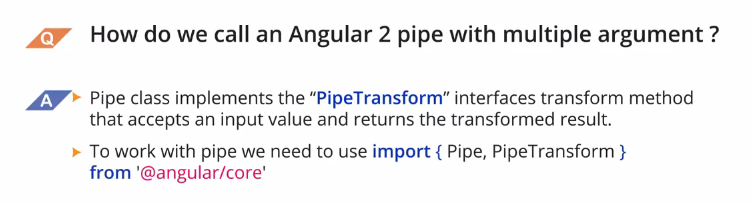 Q How do we call an Angular 2 pipe with multiple argument ?
A Pipe class implements the “PipeTransform” interfaces transform method
that accepts an input value and returns the transformed result.
To work with pipe we need to use import { Pipe, PipeTransform }
from '@angular/core'